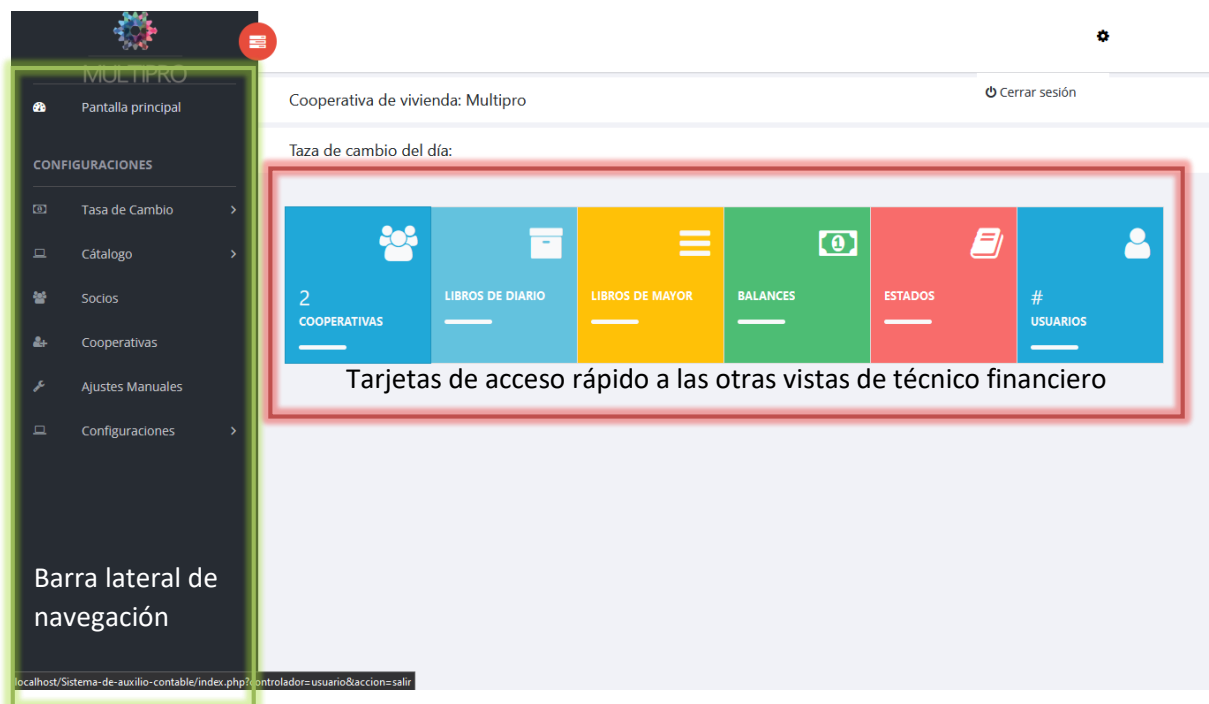 MULTIPRO
Pantalla principal
CONFIGURACIONES
Tasa de Cambio
Cátalogo
Socios
Cooperativas
Ajustes Manuales
Configuraciones
Barra lateral de
navegación
Cerrar sesión
Cooperativa de vivienda: Multipro
Taza de cambio del día:
2
COOPERATIVAS
LIBROS DE DIARIO
LIBROS DE MAYOR
BALANCES
ESTADOS
#
USUARIOS
Tarjetas de acceso rápido a las otras vistas de técnico financiero
localhost/Sistema-de-auxilio-contable/index.php?controlador=usuario&accion=salir